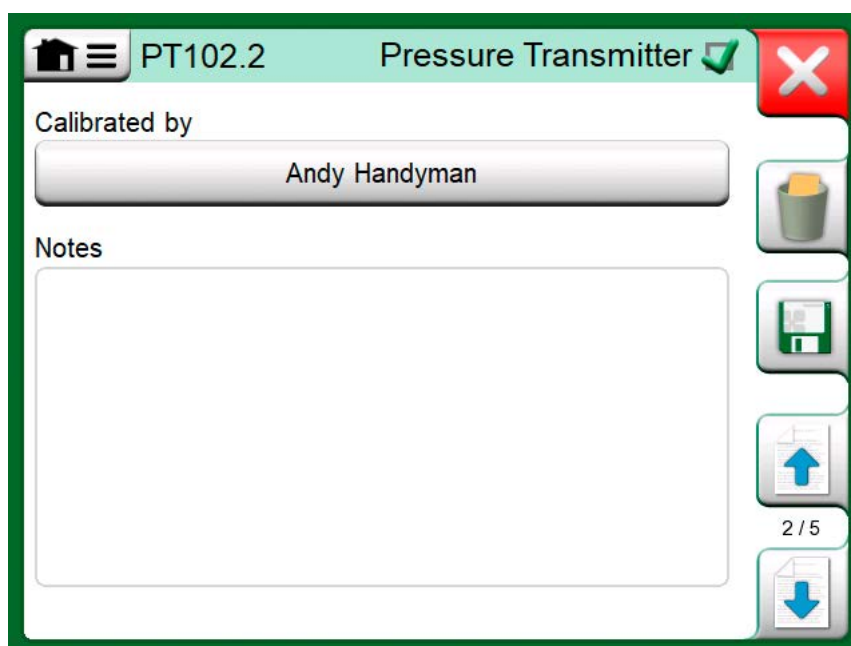 PT102.2 Pressure Transmitter
Calibrated by
Andy Handyman
Notes
2 / 5